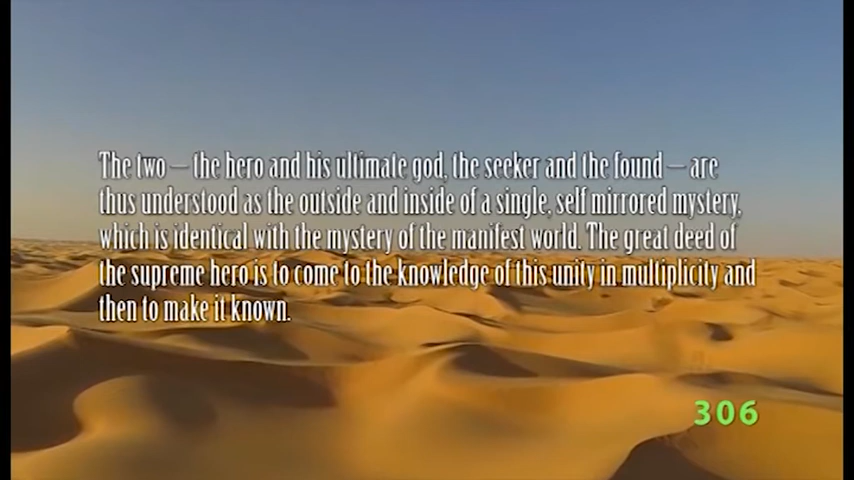 The two – the hero and his ultimate god, the seeker and the found – are
thus understood as the outside and inside of a single, self mirrored mystery,
which is identical with the mystery of the manifest world. The great deed of
the supreme hero is to come to the knowledge of this unity in multiplicity and
then to make it known.
306